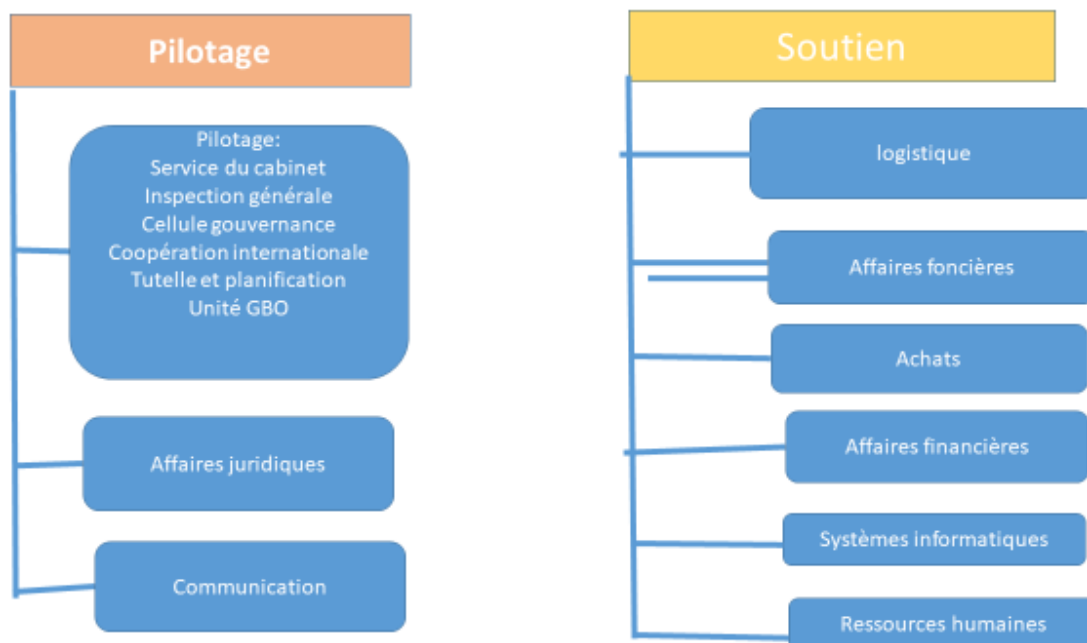 Pilotage
Pilotage:
Service du cabinet
Inspection générale
Cellule gouvernance
Coopération internationale
Tutelle et planification
Unité GBO
Affaires juridiques
Communication
Soutien
logistique
Affaires foncières
Achats
Affaires financières
Systèmes informatiques
Ressources humaines